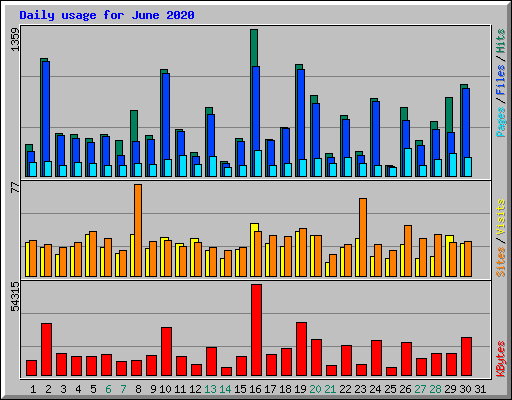 Daily usage for June 2020
1359
Pages / Files / Hits
77
Sites / Visits
54315
KBytes
1 2 3 4 5 6 7 8 9 10 11 12 13 14 15 16 17 18 19 20 21 22 23 24 25 26 27 28 29 30 31